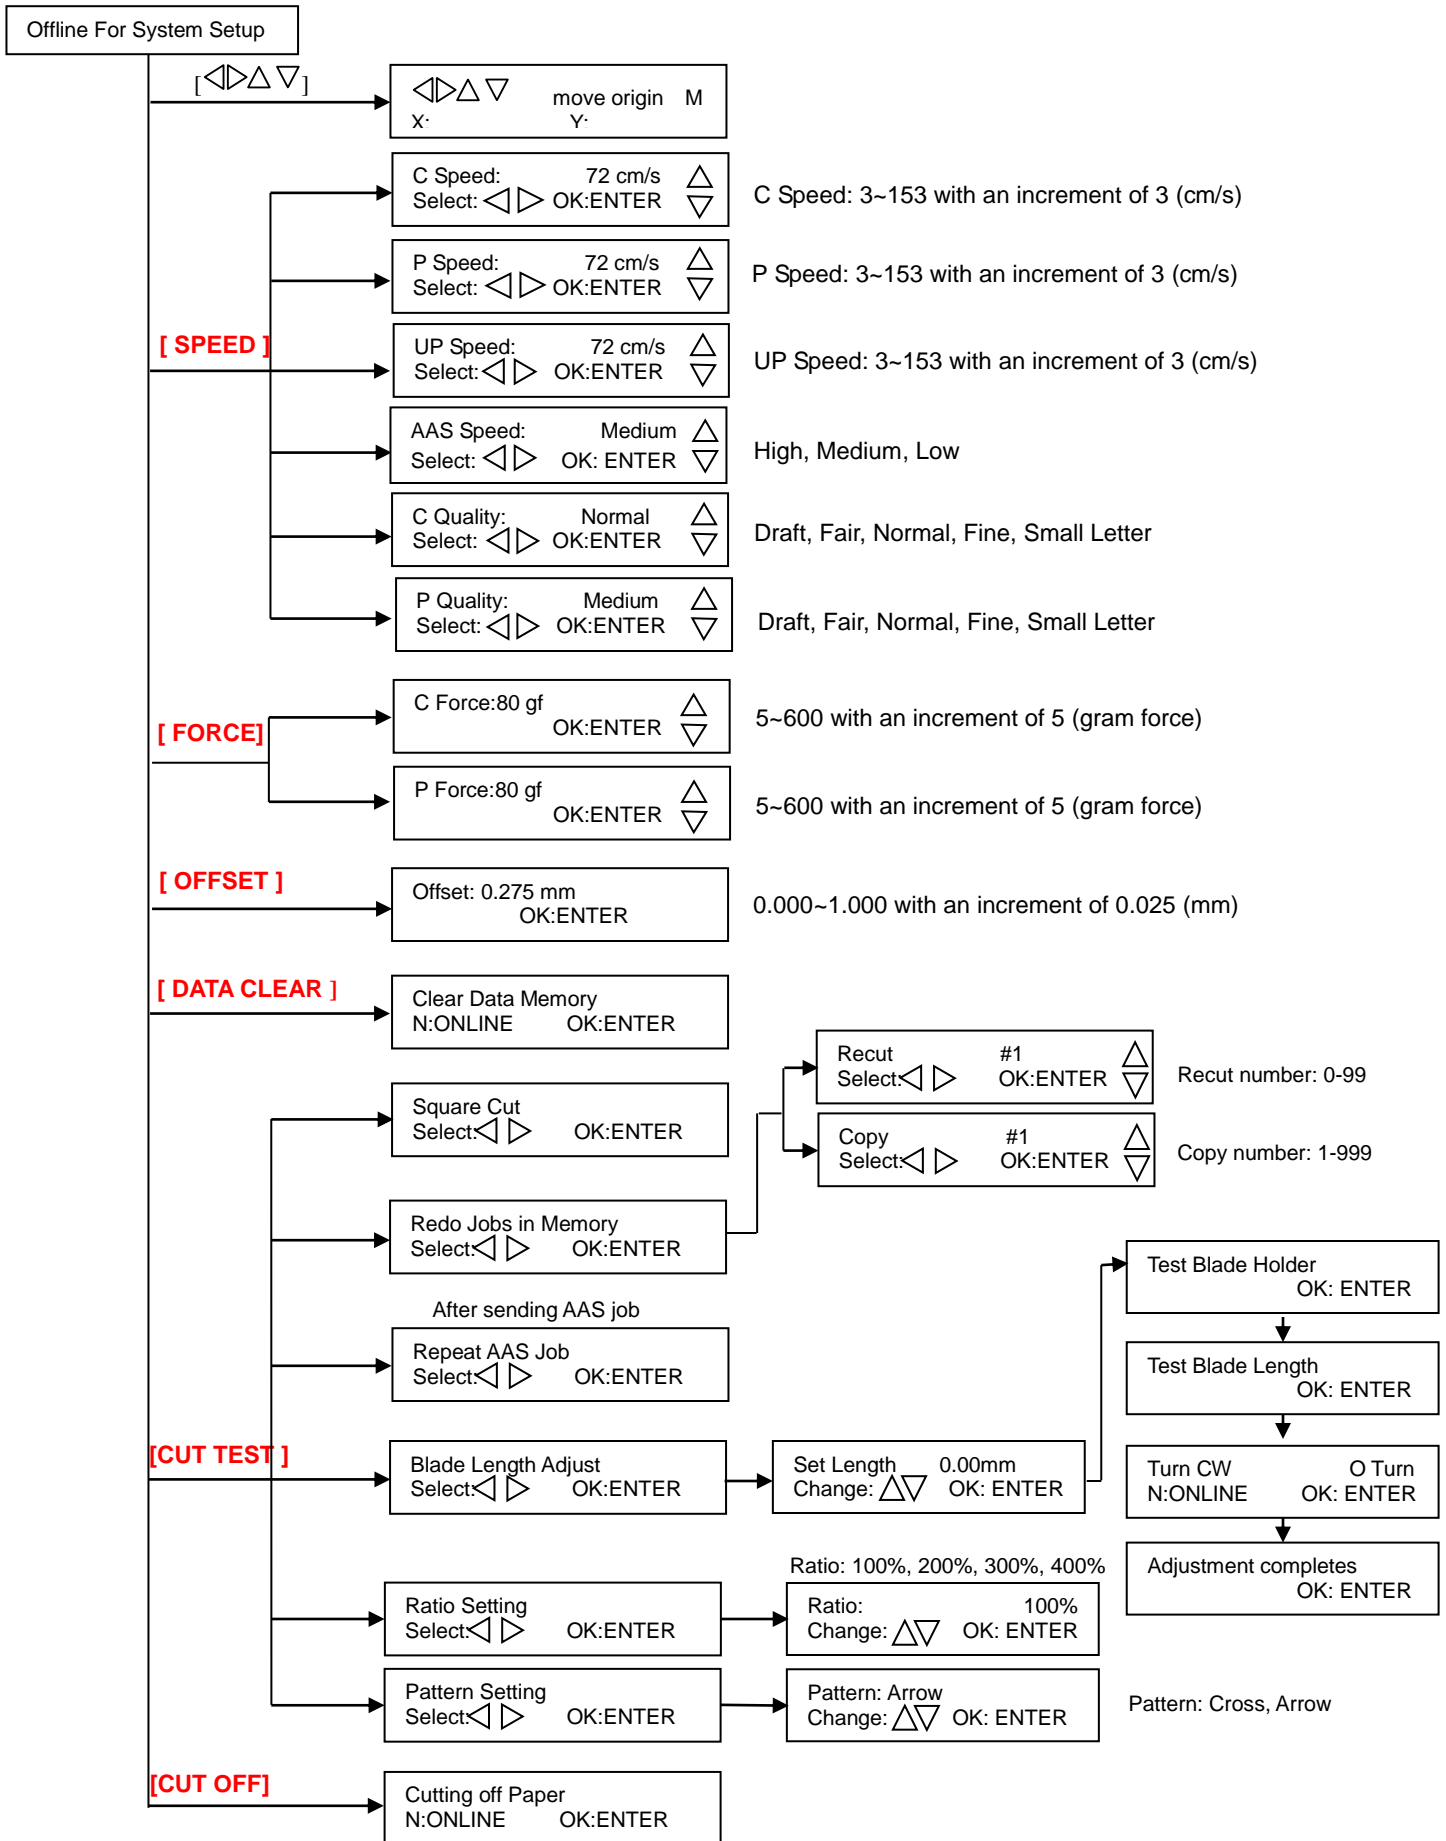 Offline For System Setup
[◁▷△ ▽]
◁▷△ ▽ move origin M
X: Y:
C Speed: 72 cm/s △
Select: ◁ ▷ OK:ENTER ▽
C Speed: 3~153 with an increment of 3 (cm/s)
P Speed: 72 cm/s △
Select: ◁ ▷ OK:ENTER ▽
P Speed: 3~153 with an increment of 3 (cm/s)
[ SPEED ]
UP Speed: 72 cm/s △
Select: ◁ ▷ OK:ENTER ▽
UP Speed: 3~153 with an increment of 3 (cm/s)
AAS Speed: Medium △
Select: ◁ ▷ OK: ENTER ▽
High, Medium, Low
C Quality: Normal △
Select: ◁ ▷ OK:ENTER ▽
Draft, Fair, Normal, Fine, Small Letter
P Quality: Medium △
Select: ◁ ▷ OK:ENTER ▽
Draft, Fair, Normal, Fine, Small Letter
[ FORCE]
C Force:80 gf △
OK:ENTER ▽
5~600 with an increment of 5 (gram force)
P Force:80 gf △
OK:ENTER ▽
5~600 with an increment of 5 (gram force)
[ OFFSET ]
Offset: 0.275 mm
OK:ENTER
0.000~1.000 with an increment of 0.025 (mm)
[ DATA CLEAR ]
Clear Data Memory
N:ONLINE OK:ENTER
Square Cut
Select:◁ ▷ OK:ENTER
Recut #1 △
Select:◁ ▷ OK:ENTER ▽
Recut number: 0-99
Copy #1 △
Select:◁ ▷ OK:ENTER ▽
Copy number: 1-999
Redo Jobs in Memory
Select:◁ ▷ OK:ENTER
After sending AAS job
Repeat AAS Job
Select:◁ ▷ OK:ENTER
[CUT TEST ]
Blade Length Adjust
Select:◁ ▷ OK:ENTER
Set Length 0.00mm
Change: △▽ OK: ENTER
Test Blade Holder
OK: ENTER
Test Blade Length
OK: ENTER
Turn CW O Turn
N:ONLINE OK: ENTER
Adjustment completes
OK: ENTER
Ratio: 100%, 200%, 300%, 400%
Ratio Setting
Select:◁ ▷ OK:ENTER
Ratio: 100%
Change: △▽ OK: ENTER
Pattern Setting
Select:◁ ▷ OK:ENTER
Pattern: Arrow
Change: △▽ OK: ENTER
Pattern: Cross, Arrow
[CUT OFF]
Cutting off Paper
N:ONLINE OK:ENTER